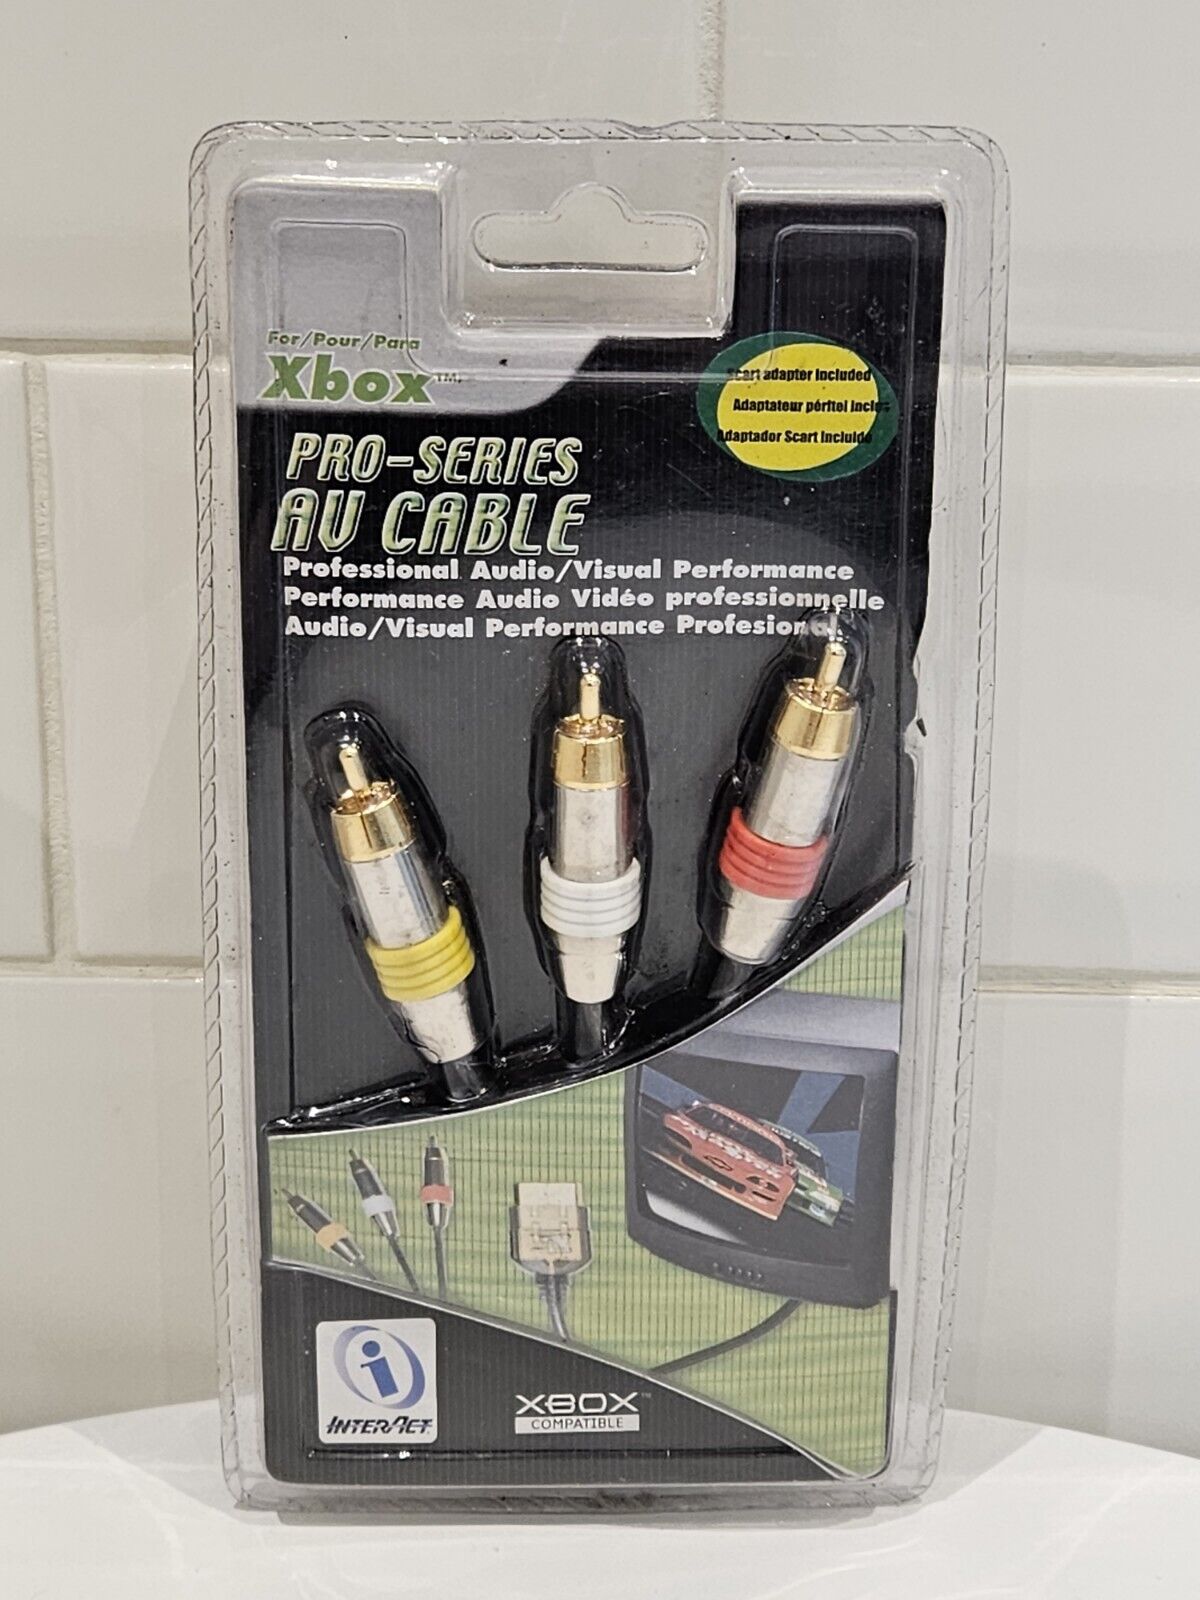 For/Pour/Para
Xbox™
Scart adapter included
Adaptateur péritel inclus
Adaptador Scart Incluido
PRO-SERIES
AV CABLE
Professional Audio/Visual Performance
Performance Audio Vidéo professionnelle
Audio/Visual Performance Profesional
i
INTERACT
XBOX™
COMPATIBLE